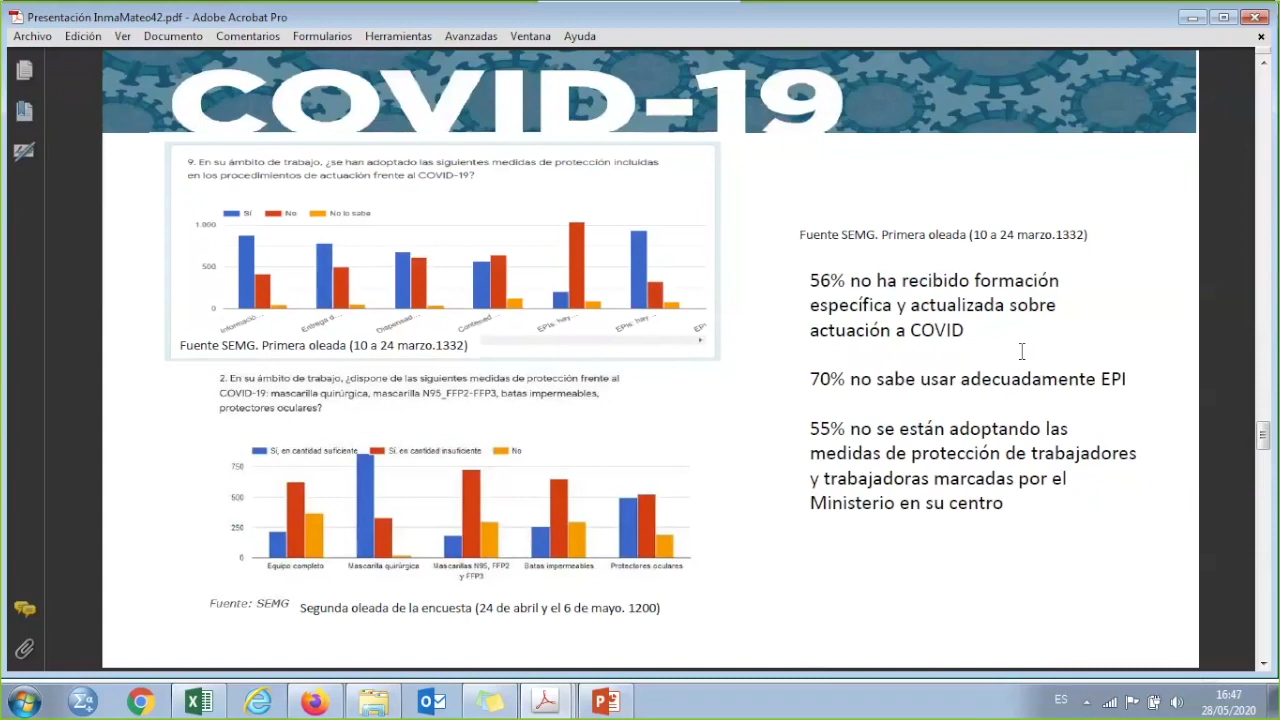 Presentación InmaMateo42.pdf - Adobe Acrobat Pro
Archivo Edición Ver Documento Comentarios Formularios Herramientas Avanzadas Ventana Ayuda
COVID-19
9. En su ámbito de trabajo, ¿se han adoptado las siguientes medidas de protección incluidas
en los procedimientos de actuación frente al COVID-19?
Sí No No lo sabe
1.000
500
0
Informació... Entrega d... Dispensad... Contened... EPIs: hay... EPIs: hay... EPI
Fuente SEMG. Primera oleada (10 a 24 marzo.1332)
2. En su ámbito de trabajo, ¿dispone de las siguientes medidas de protección frente al
COVID-19: mascarilla quirúrgica, mascarilla N95_FFP2-FFP3, batas impermeables,
protectores oculares?
Sí, en cantidad suficiente Sí, en cantidad insuficiente No
750
500
250
0
Equipo completo Mascarilla quirúrgica Mascarillas N95, FFP2 Batas impermeables Protectores oculares
y FFP3
Fuente: SEMG Segunda oleada de la encuesta (24 de abril y el 6 de mayo. 1200)
Fuente SEMG. Primera oleada (10 a 24 marzo.1332)
56% no ha recibido formación
específica y actualizada sobre
actuación a COVID
70% no sabe usar adecuadamente EPI
55% no se están adoptando las
medidas de protección de trabajadores
y trabajadoras marcadas por el
Ministerio en su centro
ES
16:47
28/05/2020